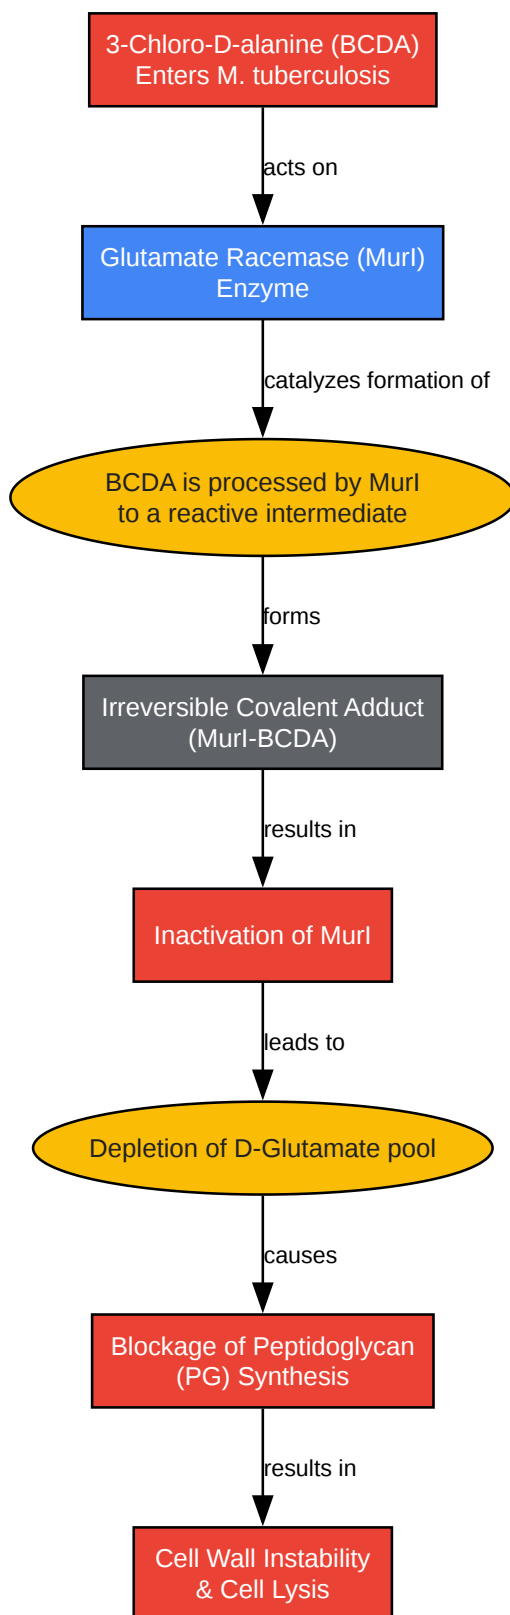 3-Chloro-D-alanine (BCDA)
Enters M. tuberculosis
acts on
Glutamate Racemase (MurI)
Enzyme
catalyzes formation of
BCDA is processed by MurI
to a reactive intermediate
forms
Irreversible Covalent Adduct
(MurI-BCDA)
results in
Inactivation of MurI
leads to
Depletion of D-Glutamate pool
causes
Blockage of Peptidoglycan
(PG) Synthesis
results in
Cell Wall Instability
& Cell Lysis